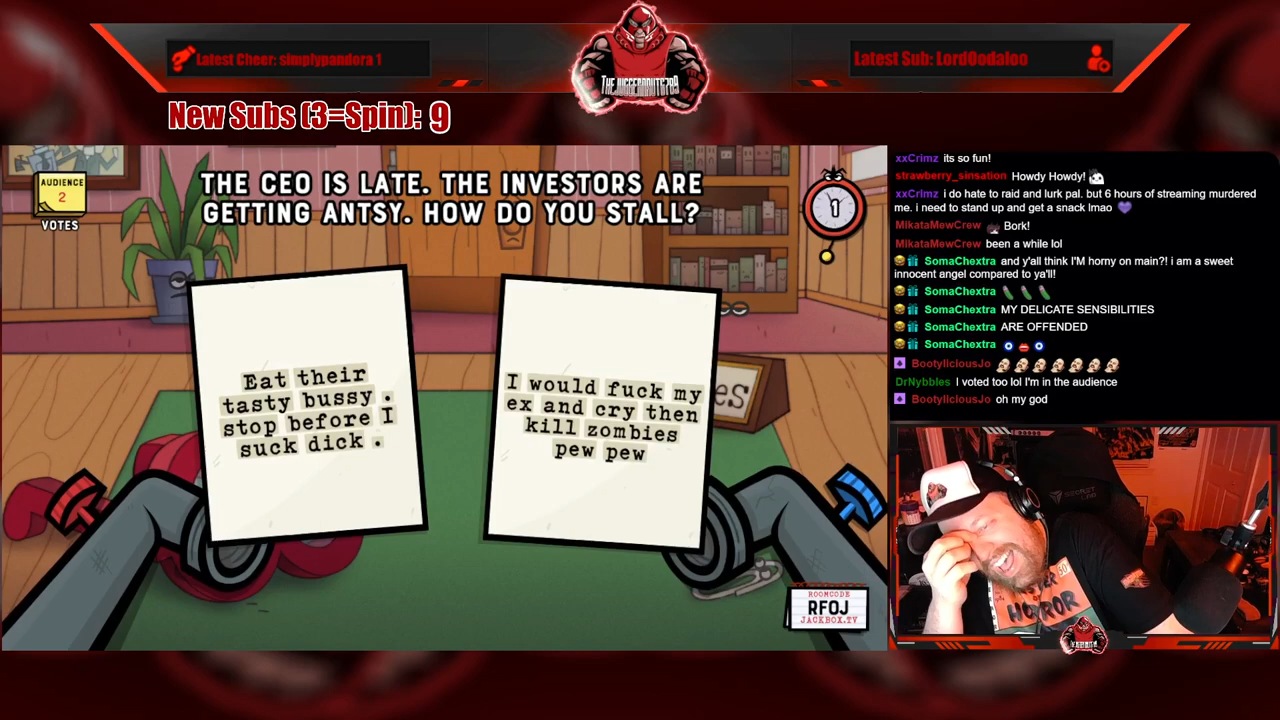 Latest Cheer: simplypandora 1
THEJUGGERNAUT6789
Latest Sub: LordOodaloo
New Subs (3=Spin): 9
AUDIENCE
2
VOTES
THE CEO IS LATE. THE INVESTORS ARE
GETTING ANTSY. HOW DO YOU STALL?
1
Eat their
tasty bussy .
stop before I
suck dick .
I would fuck my
ex and cry then
kill zombies
pew pew
ROOMCODE
RFOJ
JACKBOX.TV
xxCrimz its so fun!
strawberry_sinsation Howdy Howdy!
xxCrimz i do hate to raid and lurk pal. but 6 hours of streaming murdered
me. i need to stand up and get a snack lmao
MikataMewCrew Bork!
MikataMewCrew been a while lol
SomaChextra and y'all think I'M horny on main?! i am a sweet
innocent angel compared to ya'll!
SomaChextra
SomaChextra MY DELICATE SENSIBILITIES
SomaChextra ARE OFFENDED
SomaChextra
BootyliciousJo
DrNybbles I voted too lol I'm in the audience
BootyliciousJo oh my god
HORROR